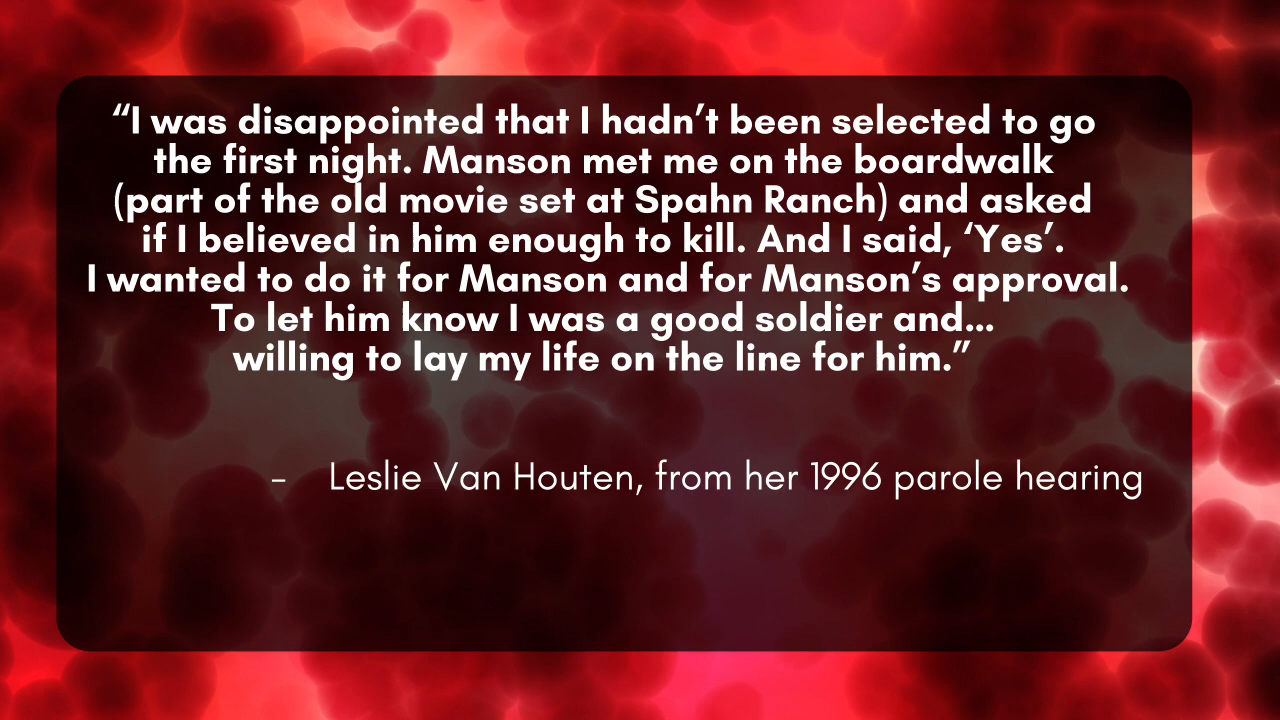 “I was disappointed that I hadn’t been selected to go
the first night. Manson met me on the boardwalk
(part of the old movie set at Spahn Ranch) and asked
if I believed in him enough to kill. And I said, ‘Yes’.
I wanted to do it for Manson and for Manson’s approval.
To let him know I was a good soldier and...
willing to lay my life on the line for him.”
- Leslie Van Houten, from her 1996 parole hearing